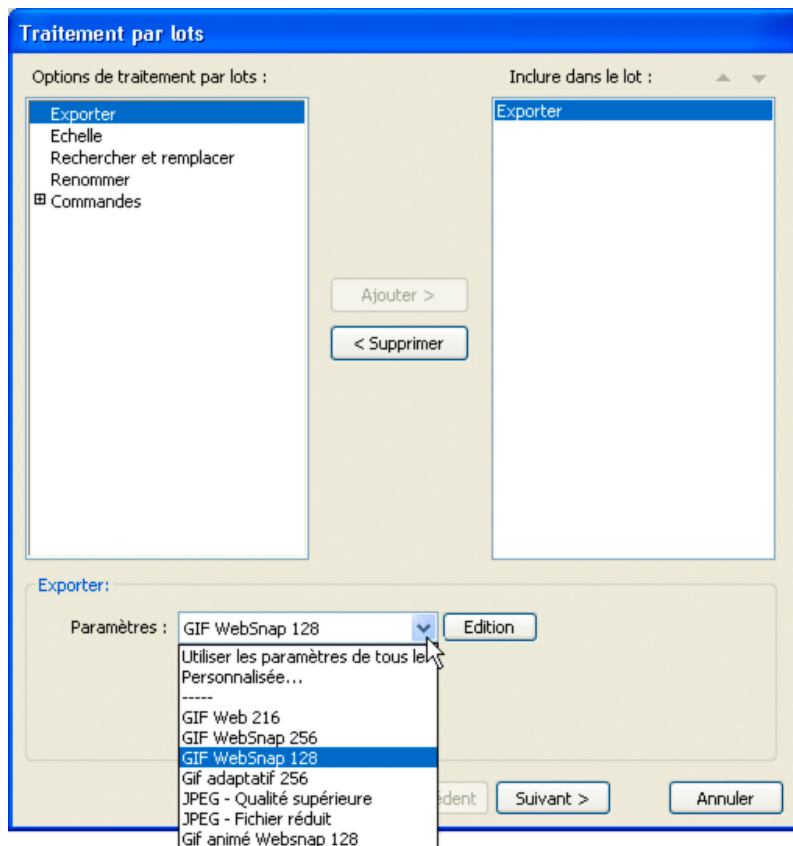 Traitement par lots
Options de traitement par lots :
Inclure dans le lot :
Exporter
Echelle
Rechercher et remplacer
Renommer
Commandes
Exporter
Ajouter >
< Supprimer
Exporter:
Paramètres :
GIF WebSnap 128
Edition
Utiliser les paramètres de tous le
Personnalisée...
-----
GIF Web 216
GIF WebSnap 256
GIF WebSnap 128
Gif adaptatif 256
JPEG - Qualité supérieure
JPEG - Fichier réduit
Gif animé Websnap 128
édent
Suivant >
Annuler